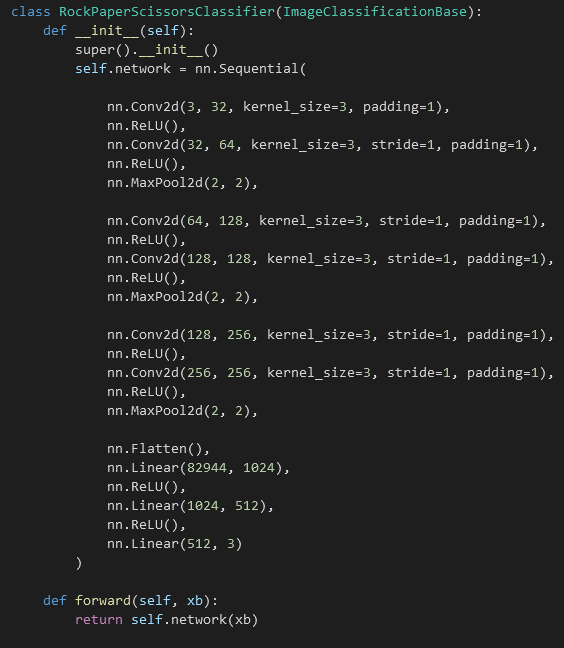 class RockPaperScissorsClassifier(ImageClassificationBase):
    def __init__(self):
        super().__init__()
        self.network = nn.Sequential(

            nn.Conv2d(3, 32, kernel_size=3, padding=1),
            nn.ReLU(),
            nn.Conv2d(32, 64, kernel_size=3, stride=1, padding=1),
            nn.ReLU(),
            nn.MaxPool2d(2, 2),

            nn.Conv2d(64, 128, kernel_size=3, stride=1, padding=1),
            nn.ReLU(),
            nn.Conv2d(128, 128, kernel_size=3, stride=1, padding=1),
            nn.ReLU(),
            nn.MaxPool2d(2, 2),

            nn.Conv2d(128, 256, kernel_size=3, stride=1, padding=1),
            nn.ReLU(),
            nn.Conv2d(256, 256, kernel_size=3, stride=1, padding=1),
            nn.ReLU(),
            nn.MaxPool2d(2, 2),

            nn.Flatten(),
            nn.Linear(82944, 1024),
            nn.ReLU(),
            nn.Linear(1024, 512),
            nn.ReLU(),
            nn.Linear(512, 3)
        )

    def forward(self, xb):
        return self.network(xb)